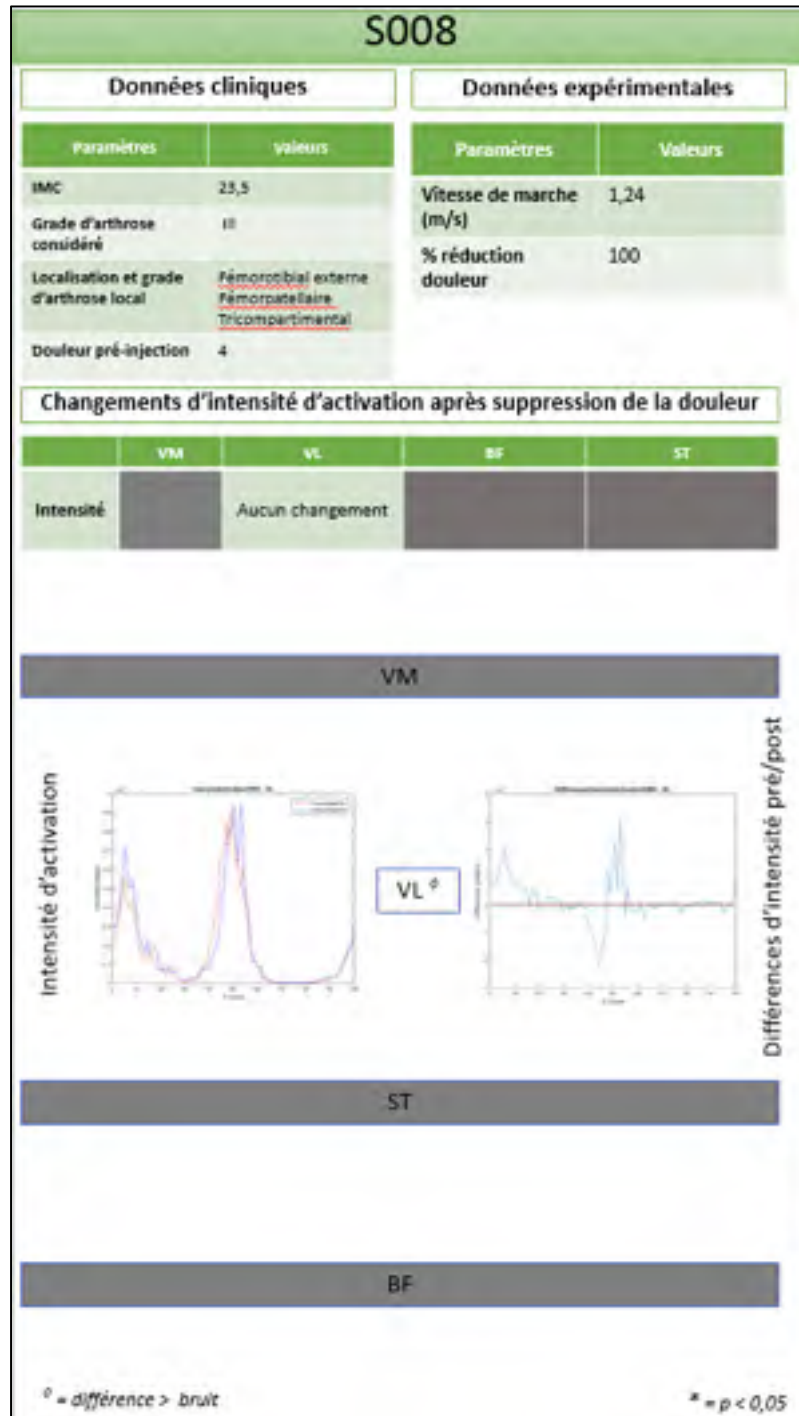 S008
Données cliniques
Paramètres Valeurs
IMC 23,5
Grade d'arthrose considéré III
Localisation et grade d'arthrose local
Fémorotibial externe
Fémorpatellaire
Tricompartimental
Douleur pré-injection 4
Données expérimentales
Paramètres Valeurs
Vitesse de marche (m/s) 1,24
% réduction douleur 100
Changements d'intensité d'activation après suppression de la douleur
VM VL BF ST
Intensité Aucun changement
VM
Intensité d'activation
VL ϕ
Différences d'intensité pré/post
ST
BF
ϕ = différence > bruit
* = p < 0,05